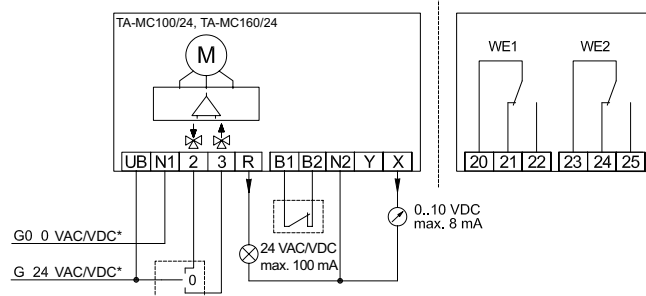 TA-MC100/24, TA-MC160/24
M
WE1 WE2
UB N1 2 3 R B1 B2 N2 Y X
20 21 22 23 24 25
0..10 VDC
max. 8 mA
G0 0 VAC/VDC*
24 VAC/VDC
max. 100 mA
G 24 VAC/VDC*
0